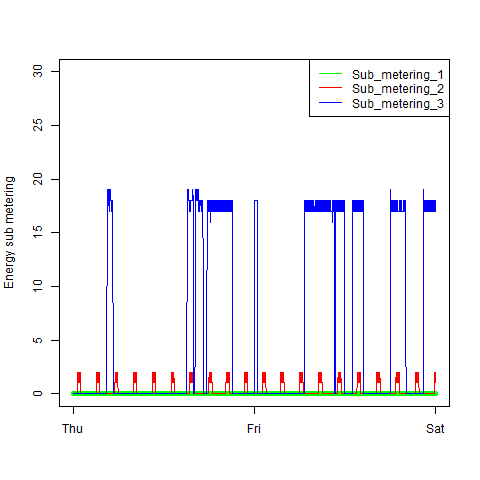 Sub_metering_1
Sub_metering_2
Sub_metering_3
Energy sub metering
30
25
20
15
10
5
0
Thu
Fri
Sat